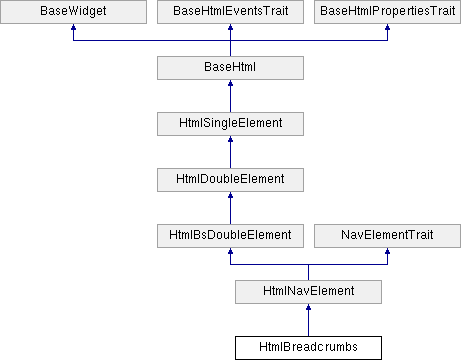 BaseWidget
BaseHtmlEventsTrait
BaseHtmlPropertiesTrait
BaseHtml
HtmlSingleElement
HtmlDoubleElement
HtmlBsDoubleElement
NavElementTrait
HtmlNavElement
HtmlBreadcrumbs